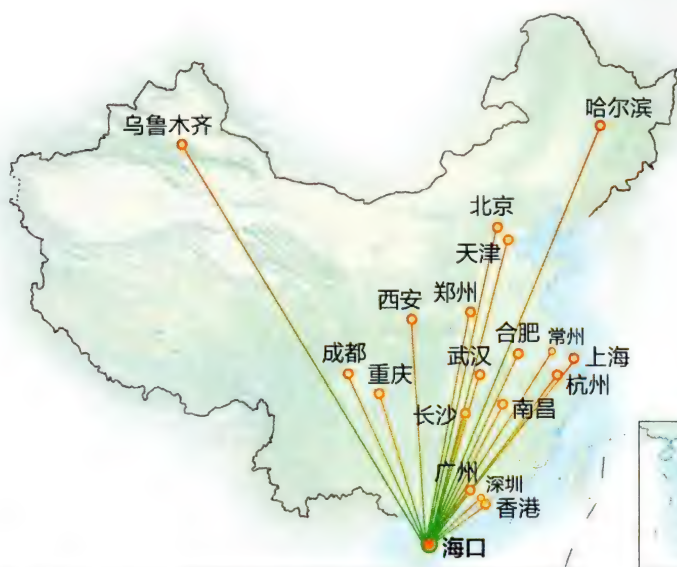 乌鲁木齐
哈尔滨
北京
天津
郑州
西安
合肥
常州
上海
成都
武汉
杭州
重庆
长沙
南昌
广州
深圳
香港
海口